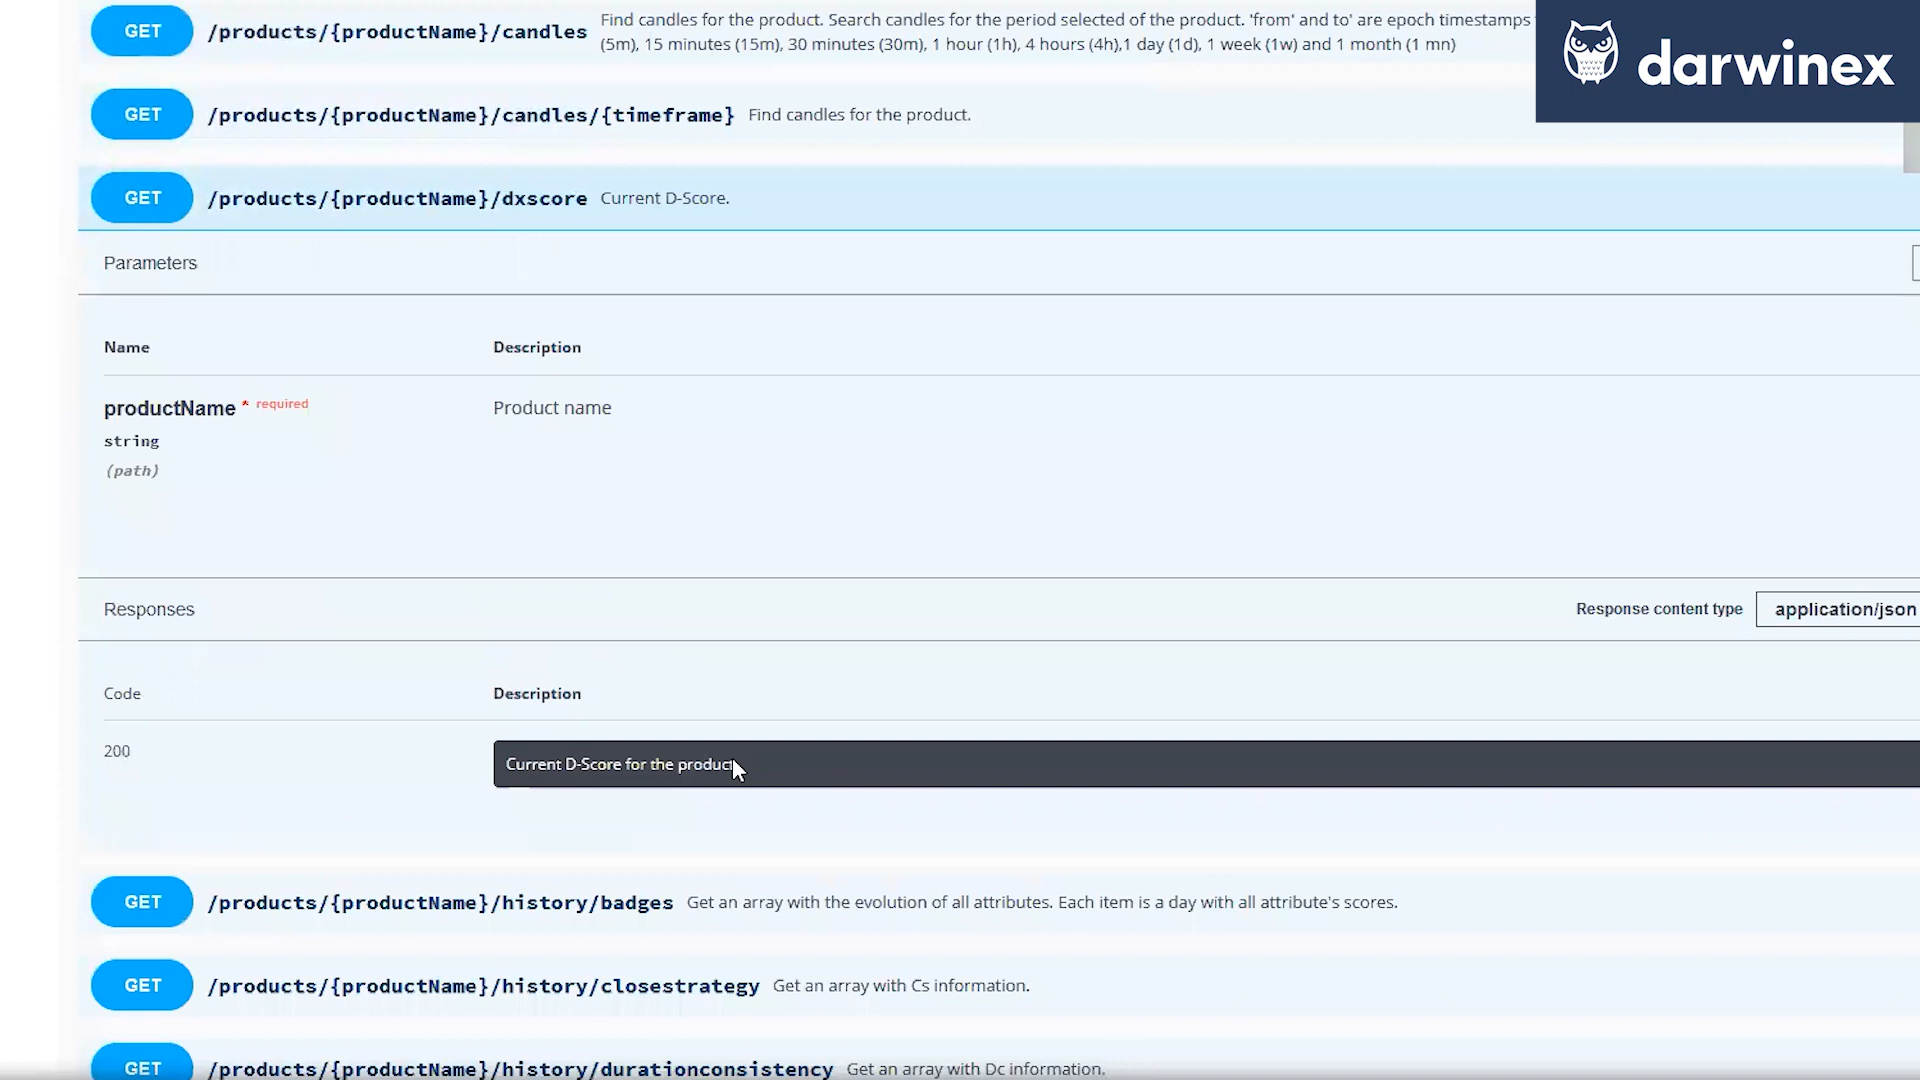 GET /products/{productName}/candles Find candles for the product. Search candles for the period selected of the product. 'from' and to' are epoch timestamps
(5m), 15 minutes (15m), 30 minutes (30m), 1 hour (1h), 4 hours (4h),1 day (1d), 1 week (1w) and 1 month (1 mn)
darwinex
GET /products/{productName}/candles/{timeframe} Find candles for the product.
GET /products/{productName}/dxscore Current D-Score.
Parameters
Name Description
productName * required Product name
string
(path)
Responses Response content type application/json
Code Description
200 Current D-Score for the product
GET /products/{productName}/history/badges Get an array with the evolution of all attributes. Each item is a day with all attribute's scores.
GET /products/{productName}/history/closestrategy Get an array with Cs information.
GET /products/{productName}/history/durationconsistency Get an array with Dc information.